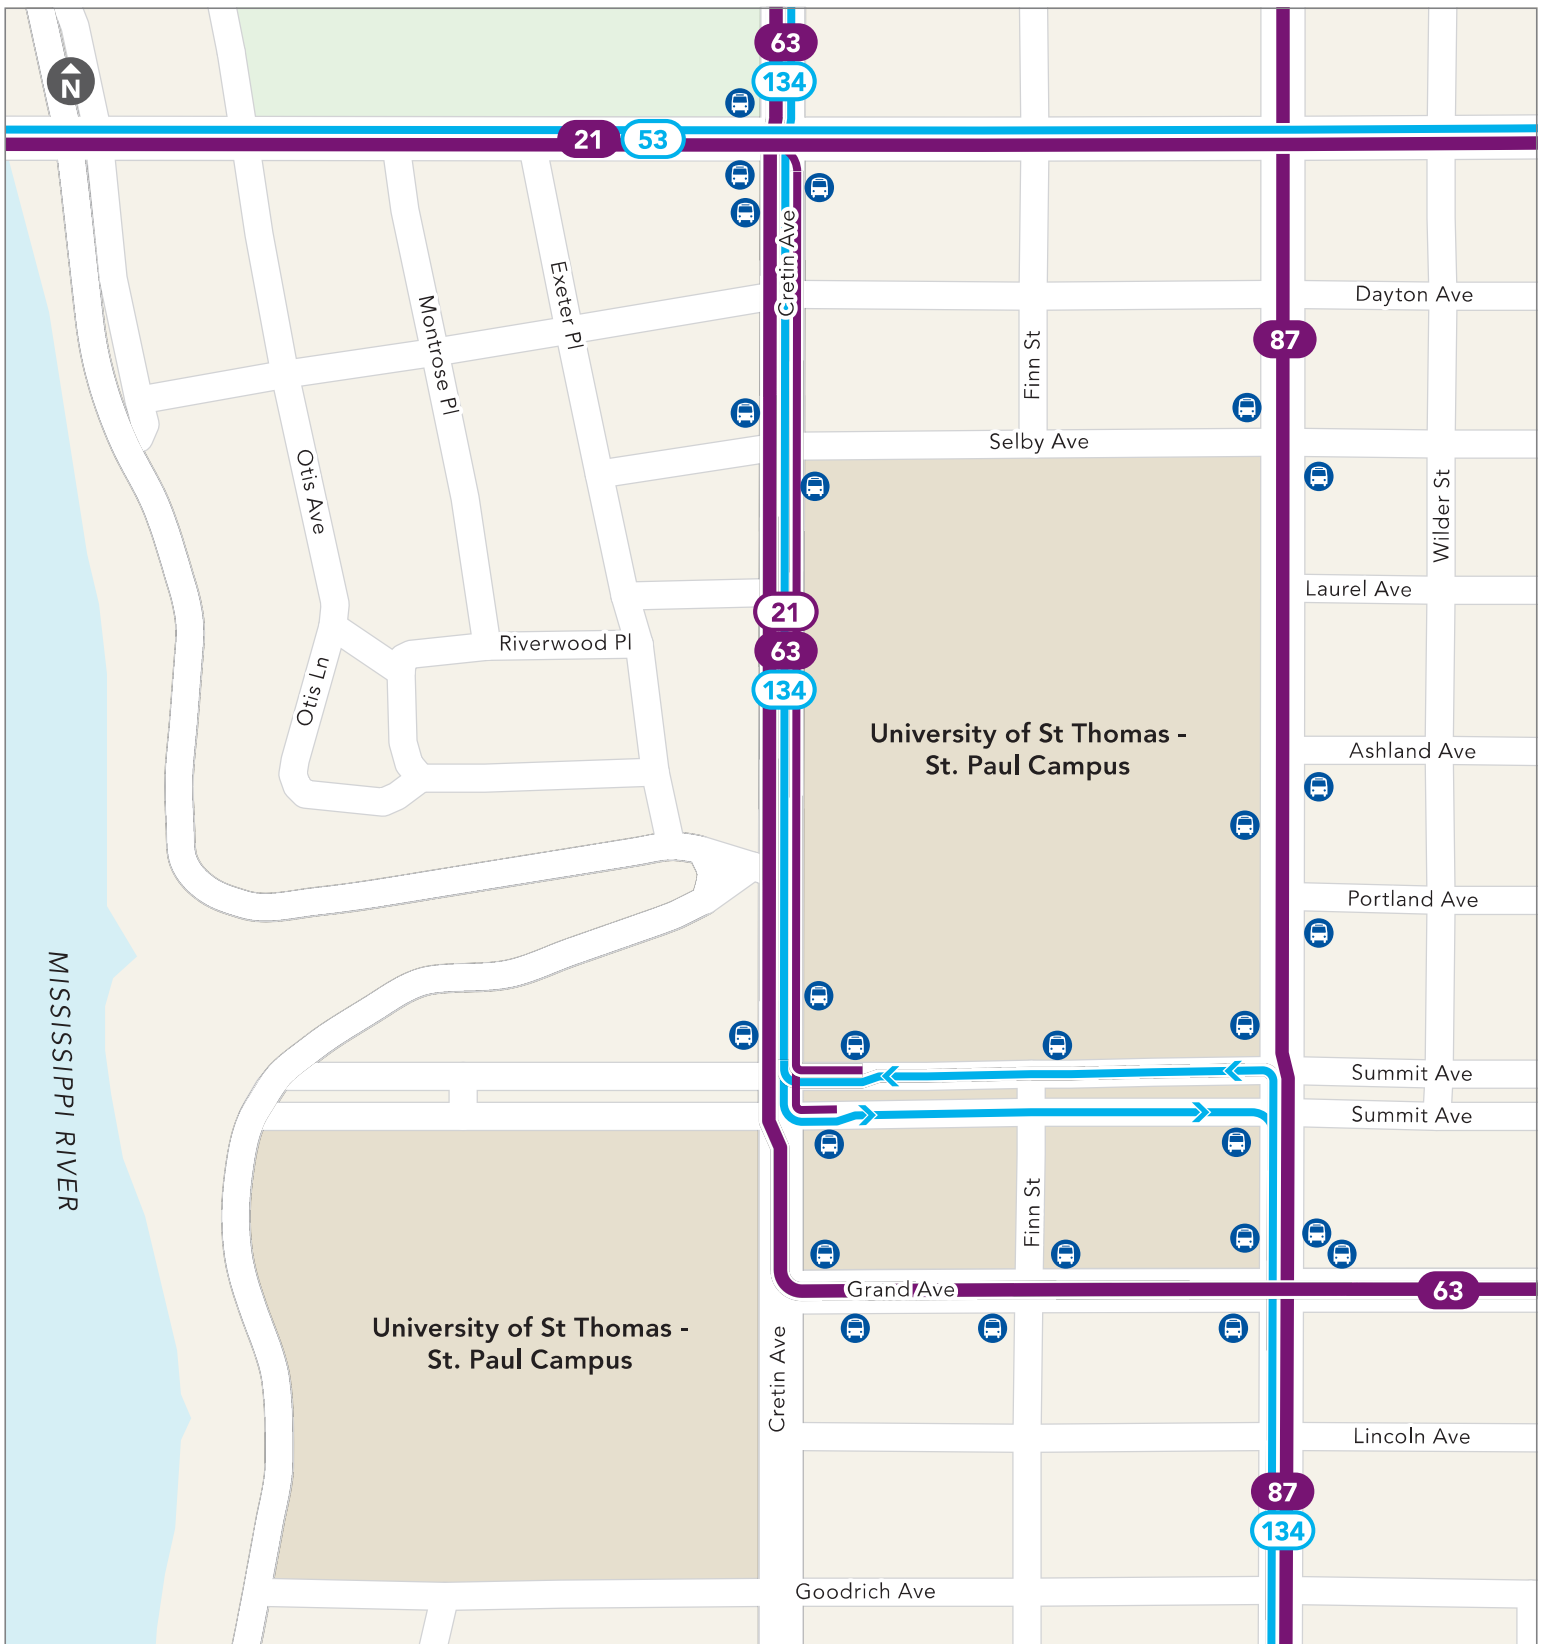 63
134
N
21
53
Cretin Ave
Exeter Pl
Montrose Pl
Dayton Ave
Finn St
87
Selby Ave
Otis Ave
Wilder St
Laurel Ave
21
63
134
Riverwood Pl
Otis Ln
University of St Thomas -
St. Paul Campus
Ashland Ave
Portland Ave
MISSISSIPPI RIVER
Summit Ave
Summit Ave
Finn St
Grand Ave
63
University of St Thomas -
St. Paul Campus
Cretin Ave
Lincoln Ave
87
134
Goodrich Ave